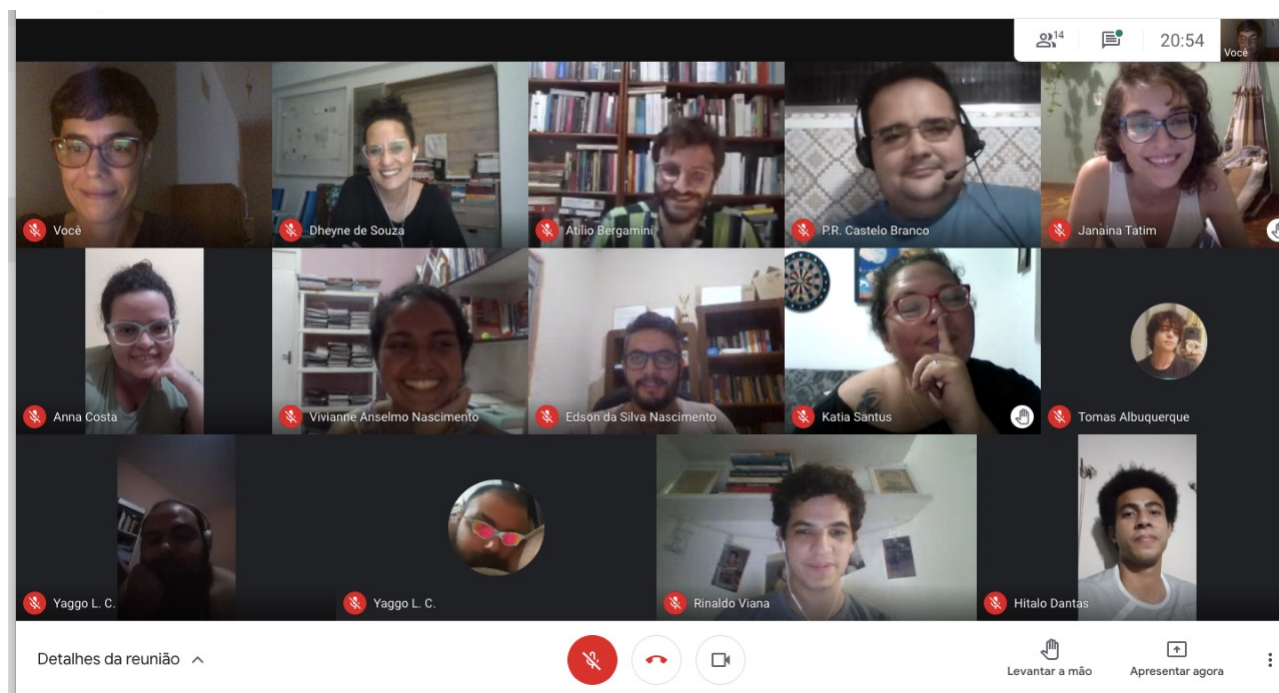 14
20:54
Você
Você
Dheyne de Souza
Atilio Bergamini
P.R. Castelo Branco
Janaina Tatim
Anna Costa
Vivianne Anselmo Nascimento
Edson da Silva Nascimento
Katia Santus
Tomas Albuquerque
Yaggo L. C.
Yaggo L. C.
Rinaldo Viana
Hitalo Dantas
Detalhes da reunião
Levantar a mão
Apresentar agora